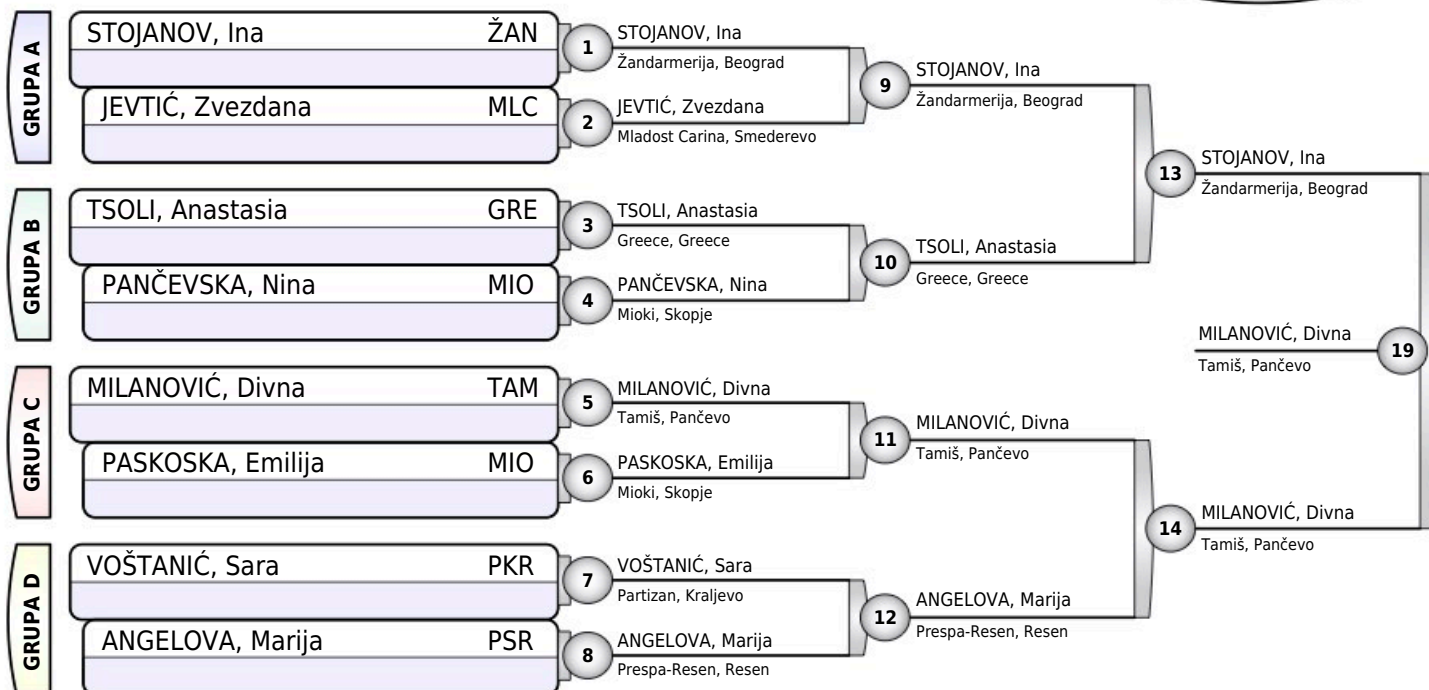 GRUPA A
STOJANOV, Ina ŽAN
JEVTIĆ, Zvezdana MLC
1
STOJANOV, Ina
Žandarmerija, Beograd
2
JEVTIĆ, Zvezdana
Mladost Carina, Smederevo
9
STOJANOV, Ina
Žandarmerija, Beograd
GRUPA B
TSOLI, Anastasia GRE
PANČEVSKA, Nina MIO
3
TSOLI, Anastasia
Greece, Greece
4
PANČEVSKA, Nina
Mioki, Skopje
10
TSOLI, Anastasia
Greece, Greece
13
STOJANOV, Ina
Žandarmerija, Beograd
GRUPA C
MILANOVIĆ, Divna TAM
PASKOSKA, Emilija MIO
5
MILANOVIĆ, Divna
Tamiš, Pančevo
6
PASKOSKA, Emilija
Mioki, Skopje
11
MILANOVIĆ, Divna
Tamiš, Pančevo
GRUPA D
VOŠTANIĆ, Sara PKR
ANGELOVA, Marija PSR
7
VOŠTANIĆ, Sara
Partizan, Kraljevo
8
ANGELOVA, Marija
Prespa-Resen, Resen
12
ANGELOVA, Marija
Prespa-Resen, Resen
14
MILANOVIĆ, Divna
Tamiš, Pančevo
MILANOVIĆ, Divna
Tamiš, Pančevo
19